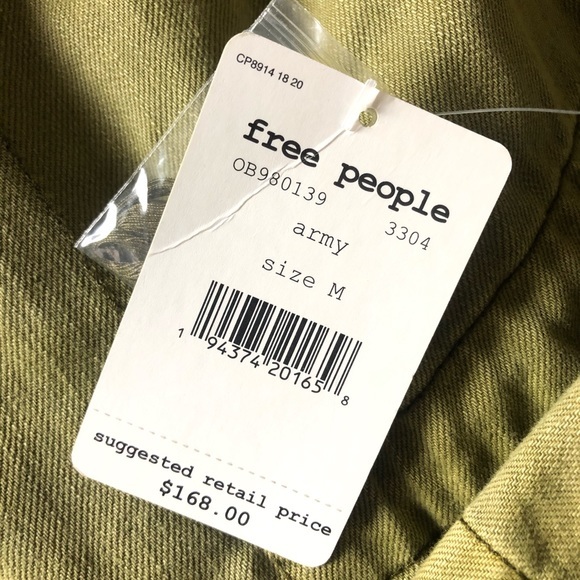 CP8914 18 20
free people
OB980139 3304
army
size M
1 94374 20165 8
suggested retail price
$168.00